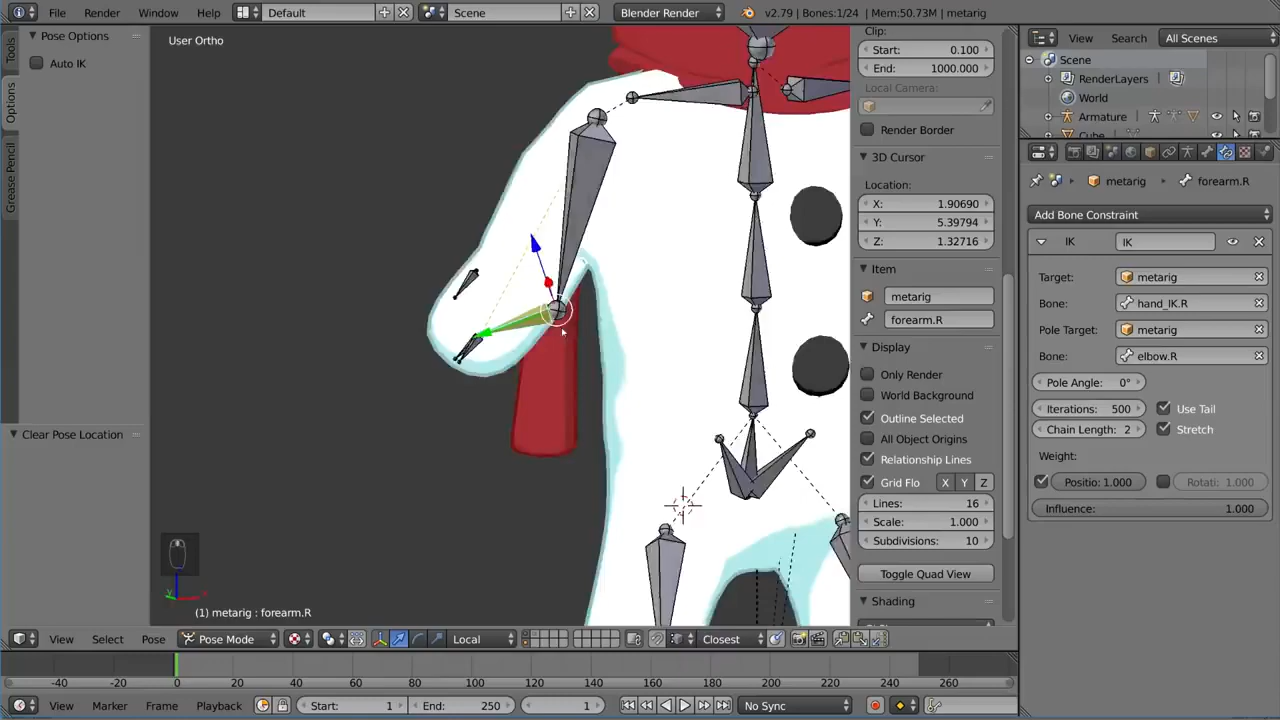 File Render Window Help Default Scene Blender Render v2.79 | Bones:1/24 | Mem:50.73M | metarig
Pose Options
Auto IK
Tools
Options
Grease Pencil
Clear Pose Location
User Ortho
(1) metarig : forearm.R
Clip:
Start: 0.100
End: 1000.000
Local Camera:
Render Border
3D Cursor
Location:
X: 1.90690
Y: 5.39794
Z: 1.32716
Item
metarig
forearm.R
Display
Only Render
World Background
Outline Selected
All Object Origins
Relationship Lines
Grid Flo X Y Z
Lines: 16
Scale: 1.000
Subdivisions: 10
Toggle Quad View
Shading
View Search All Scenes
Scene
RenderLayers
World
Armature
Cube
metarig forearm.R
Add Bone Constraint
IK IK
Target: metarig
Bone: hand_IK.R
Pole Target: metarig
Bone: elbow.R
Pole Angle: 0°
Iterations: 500 Use Tail
Chain Length: 2 Stretch
Weight:
Positio: 1.000 Rotati: 1.000
Influence: 1.000
View Select Pose Pose Mode Local Closest
-40 -20 0 20 40 60 80 100 120 140 160 180 200 220 240 260
View Marker Frame Playback Start: 1 End: 250 1 No Sync